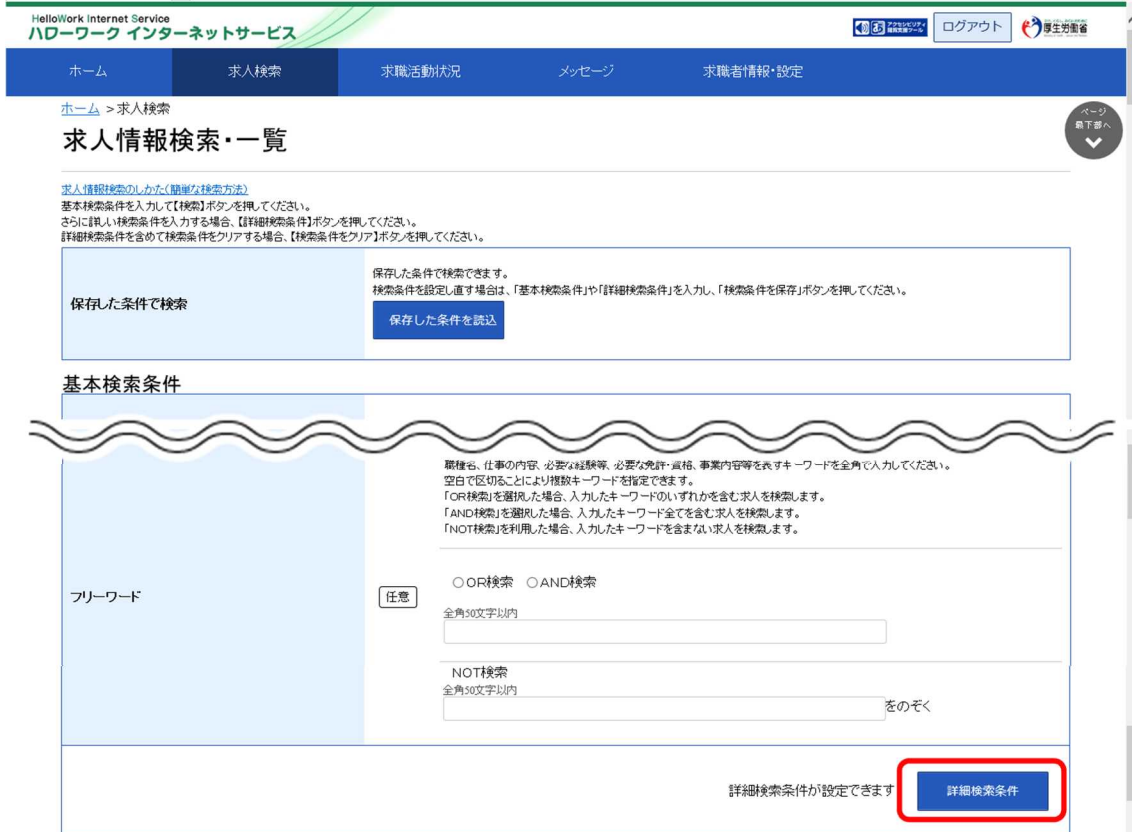 HelloWork Internet Service
ハローワーク インターネットサービス
アクセシビリティ
閲覧支援ツール
ログアウト
厚生労働省
ホーム
求人検索
求職活動状況
メッセージ
求職者情報・設定
ホーム >求人検索
ページ
最下部へ
求人情報検索・一覧
求人情報検索のしかた(簡単な検索方法)
基本検索条件を入力して【検索】ボタンを押してください。
さらに詳しい検索条件を入力する場合、【詳細検索条件】ボタンを押してください。
詳細検索条件を含めて検索条件をクリアする場合、【検索条件をクリア】ボタンを押してください。
保存した条件で検索
保存した条件で検索できます。
検索条件を設定し直す場合は、「基本検索条件」や「詳細検索条件」を入力し、「検索条件を保存」ボタンを押してください。
保存した条件を読込
基本検索条件
職種名、仕事の内容、必要な経験等、必要な免許・資格、事業内容等を表すキーワードを全角で入力してください。
空白で区切ることにより複数キーワードを指定できます。
「OR検索」を選択した場合、入力したキーワードのいずれかを含む求人を検索します。
「AND検索」を選択した場合、入力したキーワード全てを含む求人を検索します。
「NOT検索」を利用した場合、入力したキーワードを含まない求人を検索します。
フリーワード
任意
OR検索 AND検索
全角50文字以内
NOT検索
全角50文字以内
をのぞく
詳細検索条件が設定できます
詳細検索条件